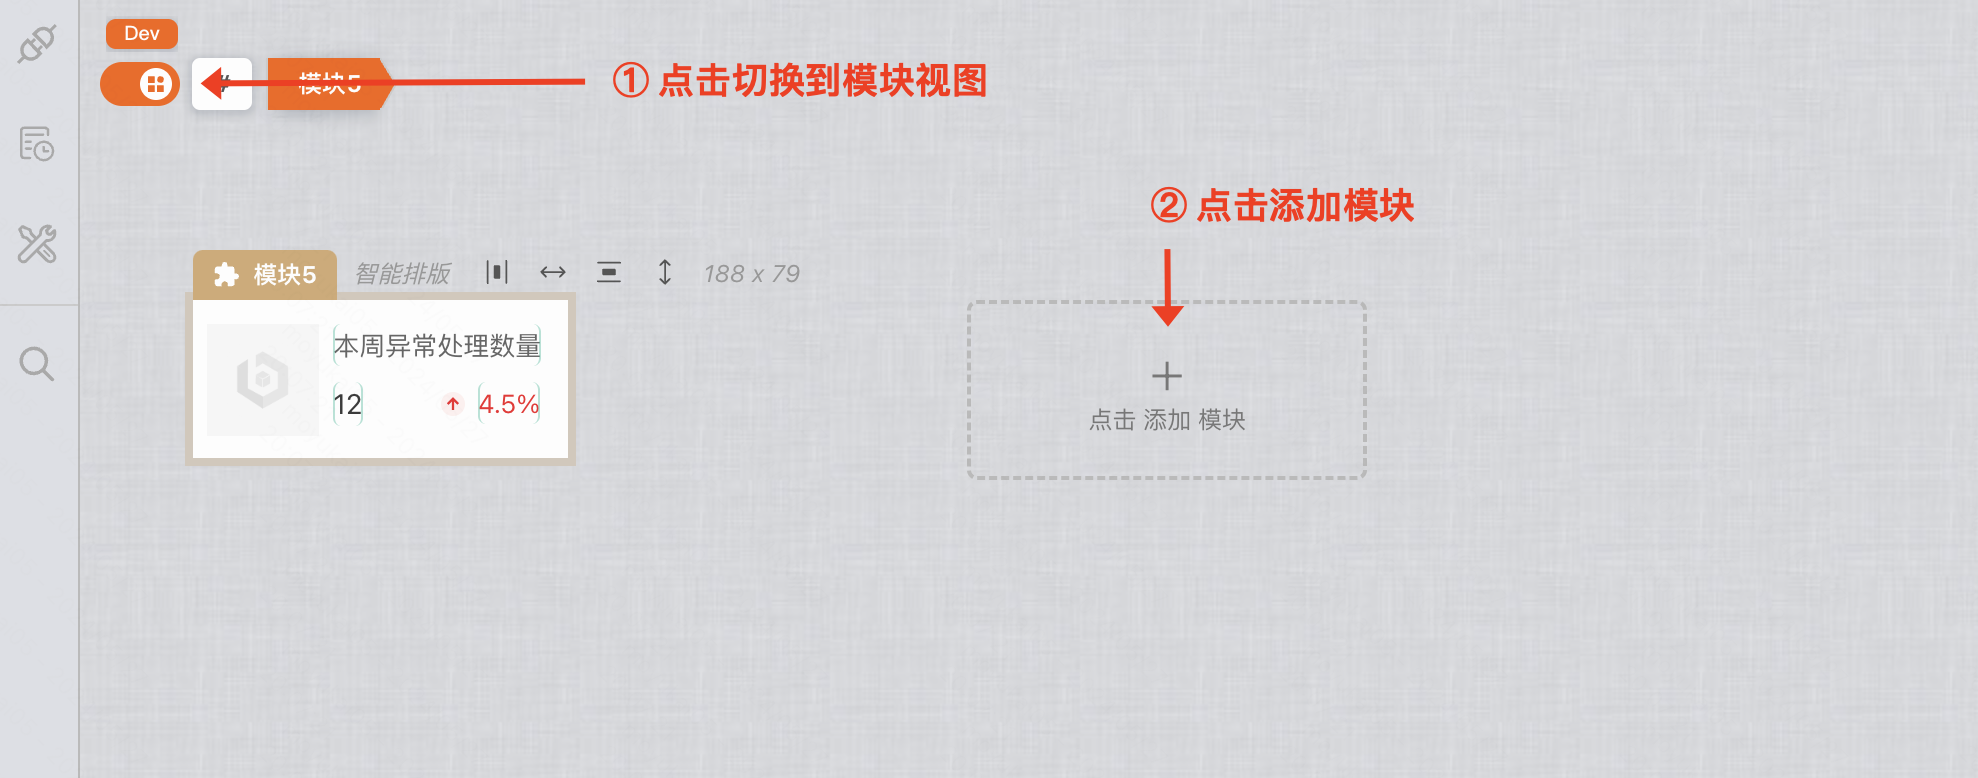 Dev
# 模块5
① 点击切换到模块视图
② 点击添加模块
模块5 智能排版 188 x 79
本周异常处理数量
12 4.5%
点击 添加 模块